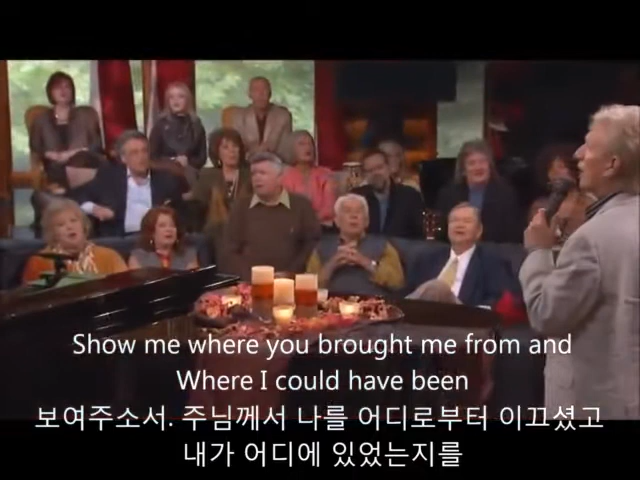 Show me where you brought me from and
Where I could have been
보여주소서. 주님께서 나를 어디로부터 이끄셨고
내가 어디에 있었는지를